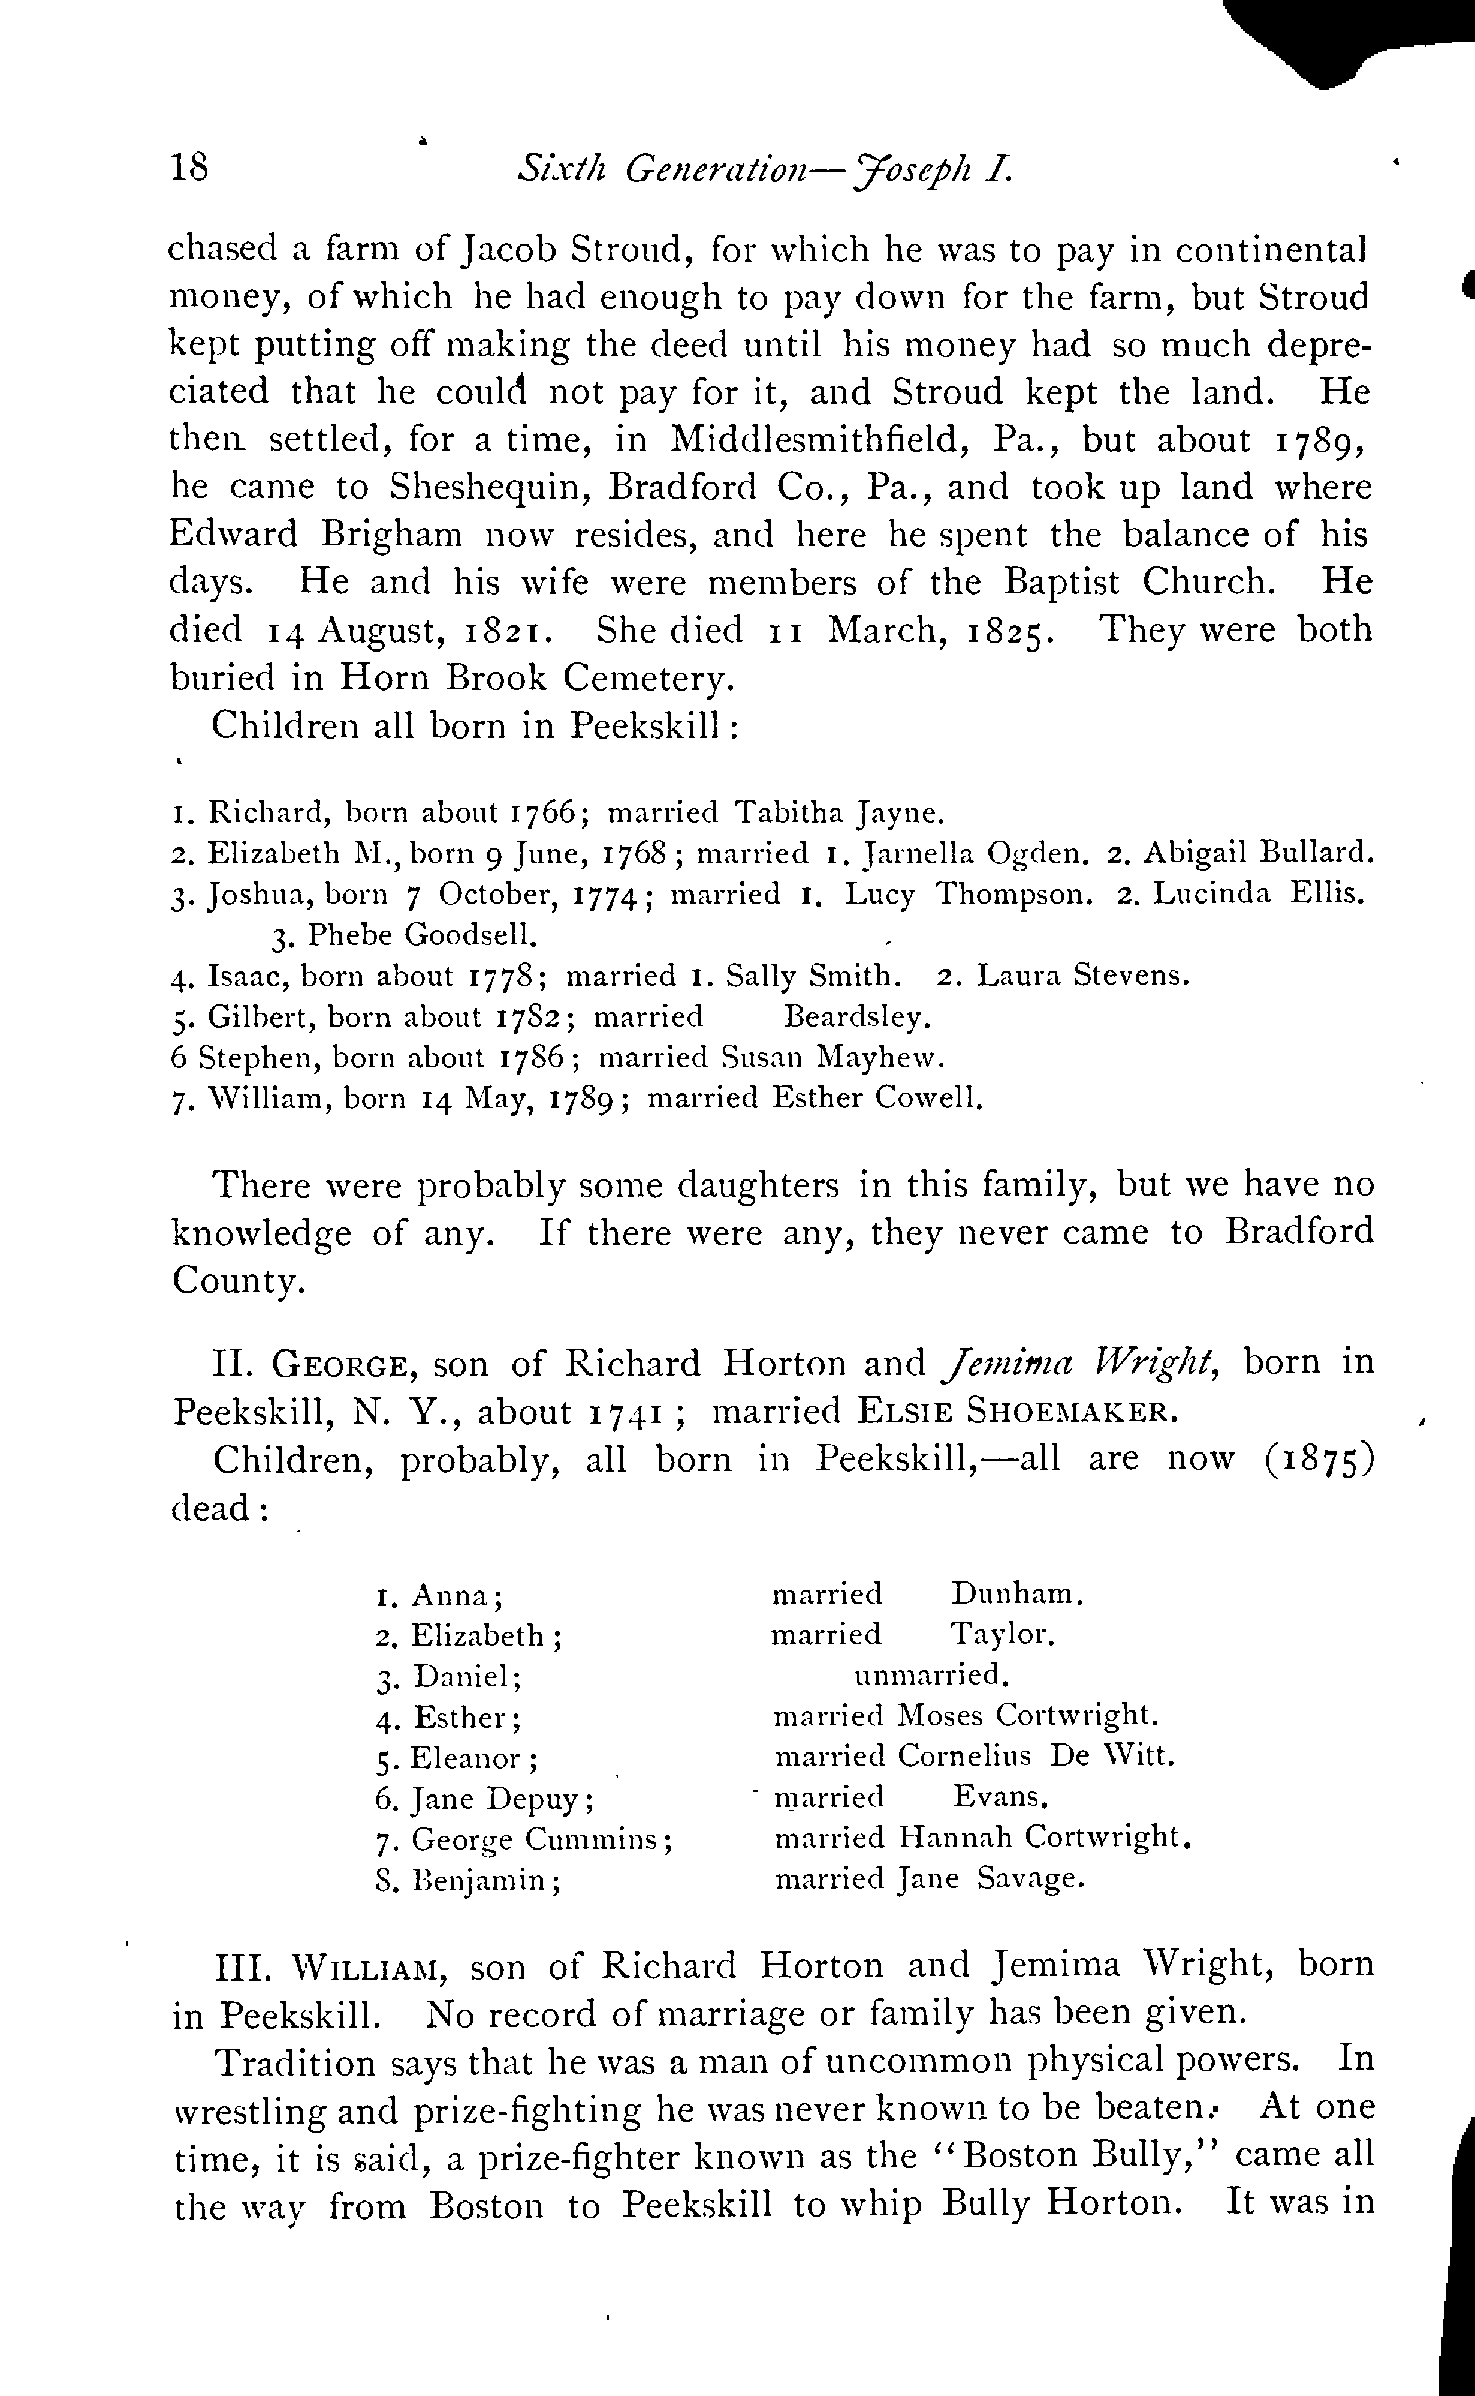 18 Sixth Generation—Joseph I.
chased a farm of Jacob Stroud, for which he was to pay in continental
money, of which he had enough to pay down for the farm, but Stroud
kept putting off making the deed until his money had so much depre-
ciated that he could not pay for it, and Stroud kept the land. He
then settled, for a time, in Middlesmithfield, Pa., but about 1789,
he came to Sheshequin, Bradford Co., Pa., and took up land where
Edward Brigham now resides, and here he spent the balance of his
days. He and his wife were members of the Baptist Church. He
died 14 August, 1821. She died 11 March, 1825. They were both
buried in Horn Brook Cemetery.
Children all born in Peekskill :
1. Richard, born about 1766; married Tabitha Jayne.
2. Elizabeth M., born 9 June, 1768 ; married 1. Jarnella Ogden. 2. Abigail Bullard.
3. Joshua, born 7 October, 1774 ; married 1. Lucy Thompson. 2. Lucinda Ellis.
3. Phebe Goodsell.
4. Isaac, born about 1778; married 1. Sally Smith. 2. Laura Stevens.
5. Gilbert, born about 1782; married Beardsley.
6 Stephen, born about 1786 ; married Susan Mayhew.
7. William, born 14 May, 1789 ; married Esther Cowell.
There were probably some daughters in this family, but we have no
knowledge of any. If there were any, they never came to Bradford
County.
II. GEORGE, son of Richard Horton and Jemima Wright, born in
Peekskill, N. Y., about 1741 ; married ELSIE SHOEMAKER.
Children, probably, all born in Peekskill,—all are now (1875)
dead :
1. Anna; married Dunham.
2. Elizabeth ; married Taylor.
3. Daniel; unmarried.
4. Esther; married Moses Cortwright.
5. Eleanor ; married Cornelius De Witt.
6. Jane Depuy ; married Evans.
7. George Cummins ; married Hannah Cortwright.
8. Benjamin ; married Jane Savage.
III. WILLIAM, son of Richard Horton and Jemima Wright, born
in Peekskill. No record of marriage or family has been given.
Tradition says that he was a man of uncommon physical powers. In
wrestling and prize-fighting he was never known to be beaten. At one
time, it is said, a prize-fighter known as the "Boston Bully," came all
the way from Boston to Peekskill to whip Bully Horton. It was in